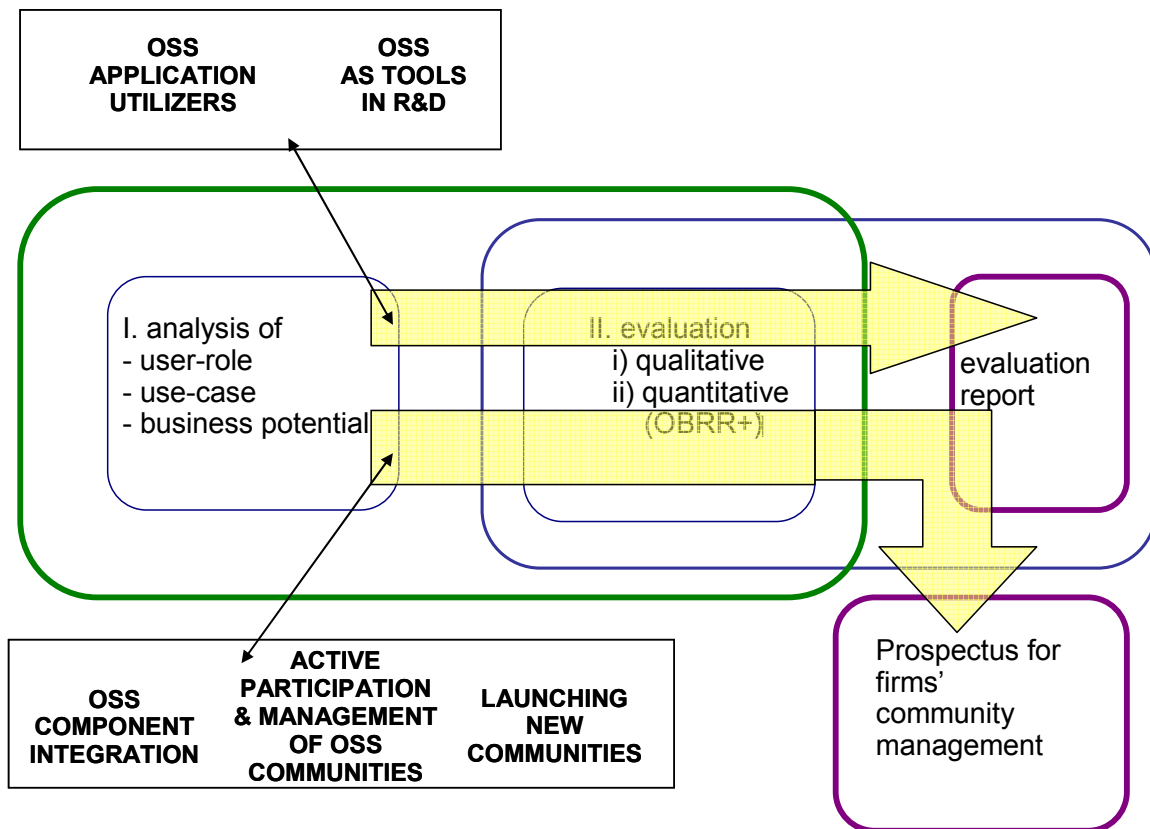 OSS
APPLICATION
UTILIZERS
OSS
AS TOOLS
IN R&D
I. analysis of
- user-role
- use-case
- business potential
II. evaluation
i) qualitative
ii) quantitative
(OBRR+)
evaluation
report
OSS
COMPONENT
INTEGRATION
ACTIVE
PARTICIPATION
& MANAGEMENT
OF OSS
COMMUNITIES
LAUNCHING
NEW
COMMUNITIES
Prospectus for
firms'
community
management